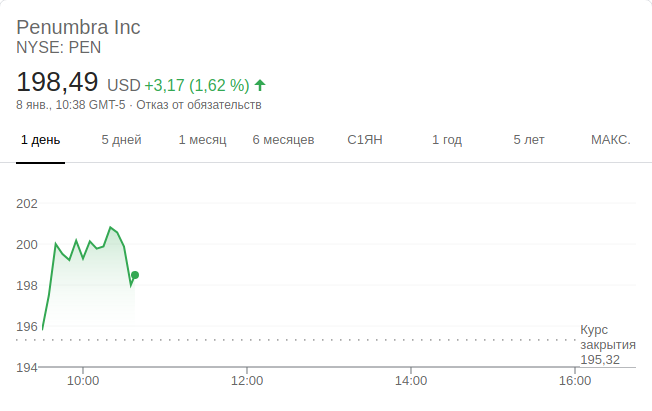 Penumbra Inc
NYSE: PEN
198,49 USD +3,17 (1,62 %)
8 янв., 10:38 GMT-5 · Отказ от обязательств
1 день 5 дней 1 месяц 6 месяцев С1ЯН 1 год 5 лет МАКС.
202
200
198
196
194
Курс
закрытия
195,32
10:00 12:00 14:00 16:00